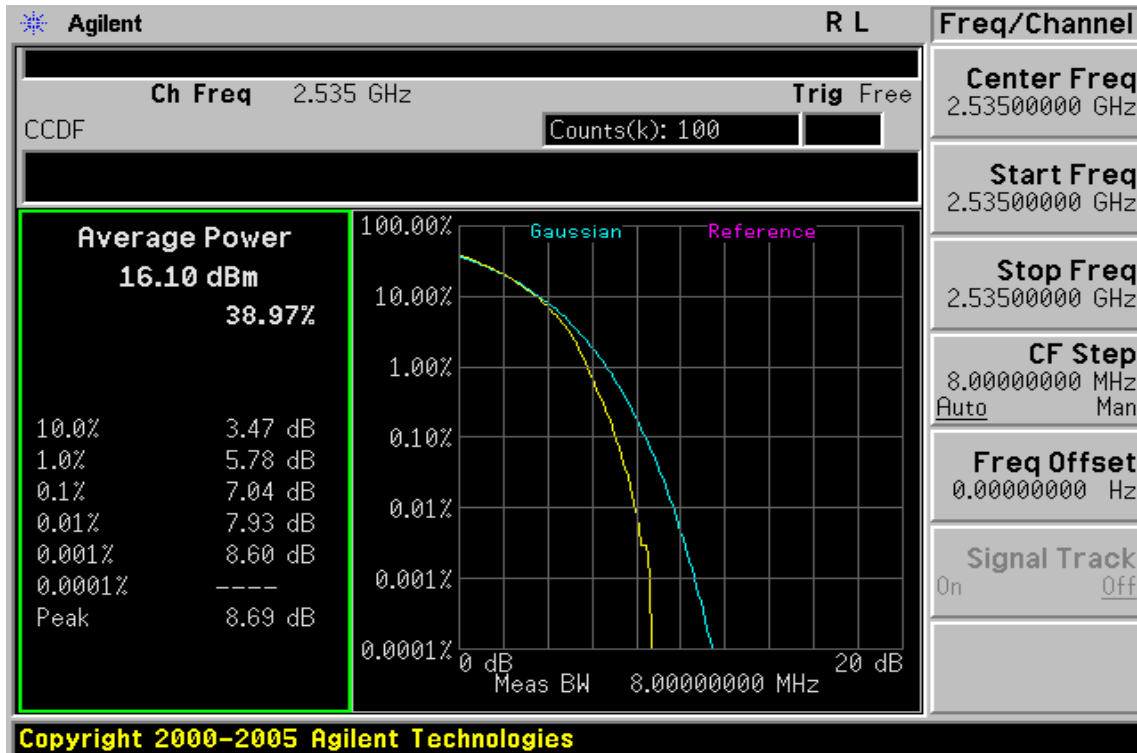 Agilent R L
Ch Freq 2.535 GHz Trig Free
CCDF Counts(k): 100
Average Power
16.10 dBm
38.97%
10.0% 3.47 dB
1.0% 5.78 dB
0.1% 7.04 dB
0.01% 7.93 dB
0.001% 8.60 dB
0.0001% ----
Peak 8.69 dB
Gaussian Reference
100.00%
10.00%
1.00%
0.10%
0.01%
0.001%
0.0001%
0 dB 20 dB
Meas BW 8.00000000 MHz
Freq/Channel
Center Freq
2.53500000 GHz
Start Freq
2.53500000 GHz
Stop Freq
2.53500000 GHz
CF Step
8.00000000 MHz
Auto Man
Freq Offset
0.00000000 Hz
Signal Track
On Off
Copyright 2000-2005 Agilent Technologies